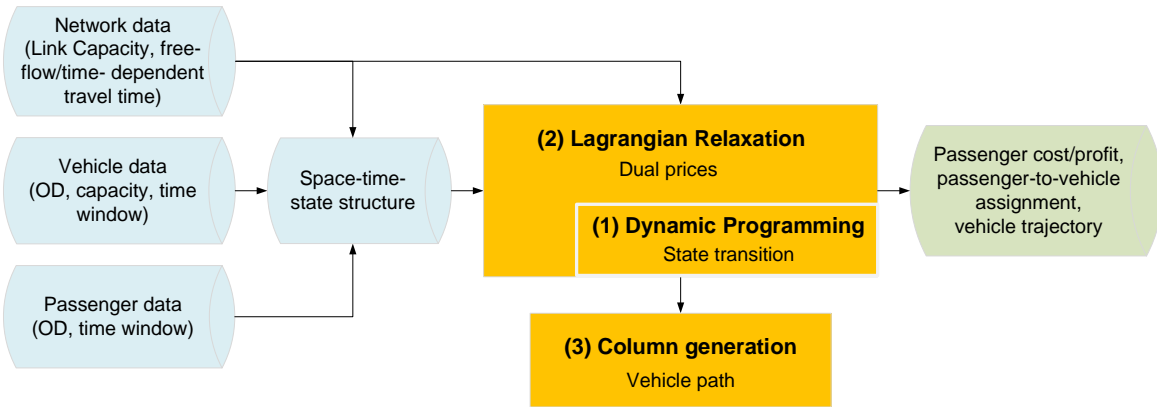 Network data
(Link Capacity, free-
flow/time- dependent
travel time)
Vehicle data
(OD, capacity, time
window)
Passenger data
(OD, time window)
Space-time-
state structure
(2) Lagrangian Relaxation
Dual prices
(1) Dynamic Programming
State transition
(3) Column generation
Vehicle path
Passenger cost/profit,
passenger-to-vehicle
assignment,
vehicle trajectory